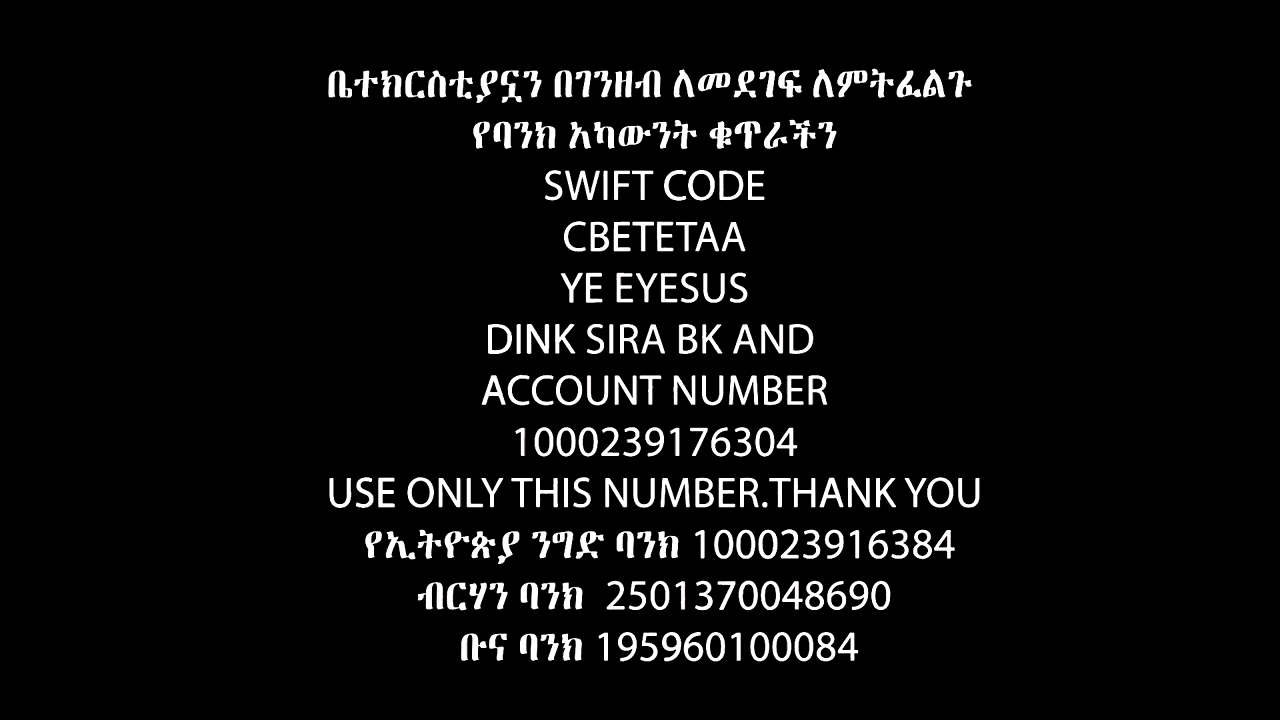 ቤተክርስቲያኗን በገንዘብ ለመደገፍ ለምትፈልጉ
የባንክ አካውንት ቁጥራችን
SWIFT CODE
CBETETAA
YE EYESUS
DINK SIRA BK AND
ACCOUNT NUMBER
1000239176304
USE ONLY THIS NUMBER.THANK YOU
የኢትዮጵያ ንግድ ባንክ 100023916384
ብርሃን ባንክ 2501370048690
ቡና ባንክ 195960100084